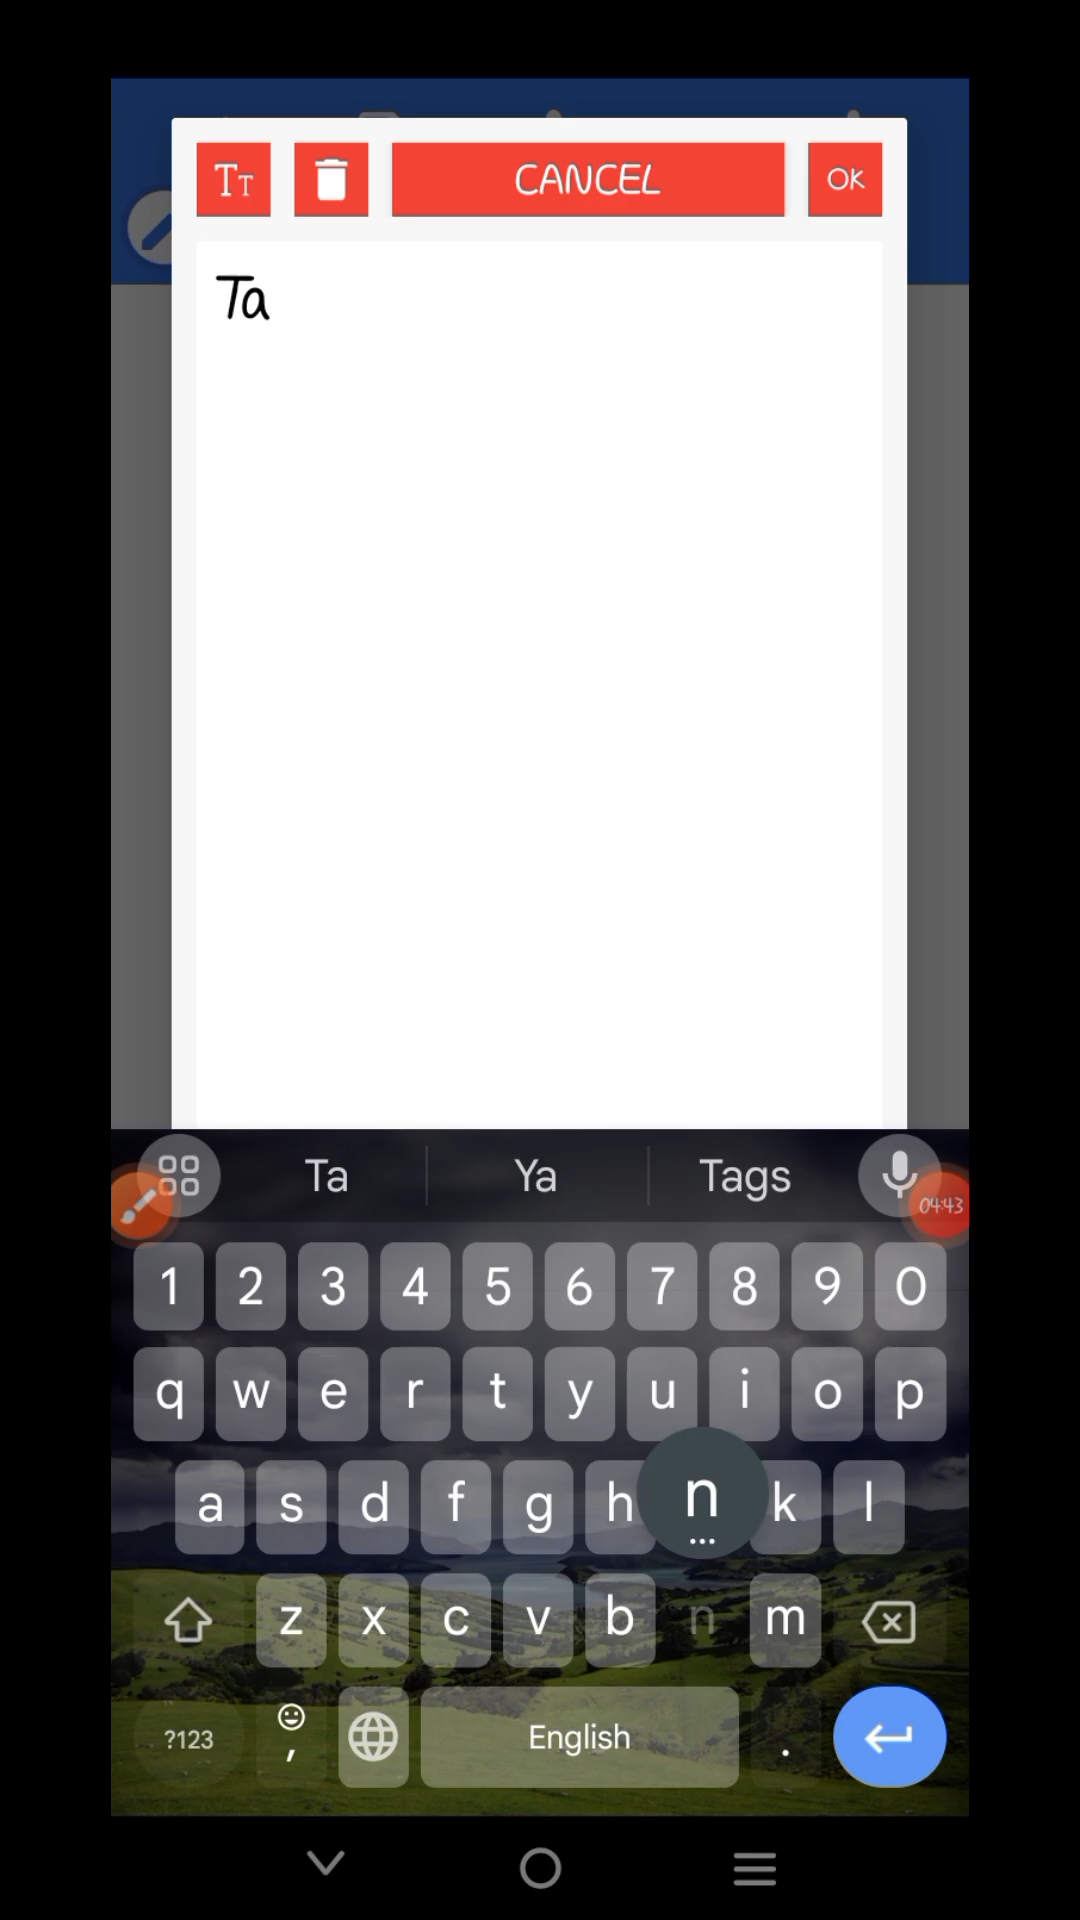 TT
CANCEL
OK
Ta
Ta
Ya
Tags
04:43
1 2 3 4 5 6 7 8 9 0
q w e r t y u i o p
a s d f g h n k l
z x c v b n m
?123
,
English
.